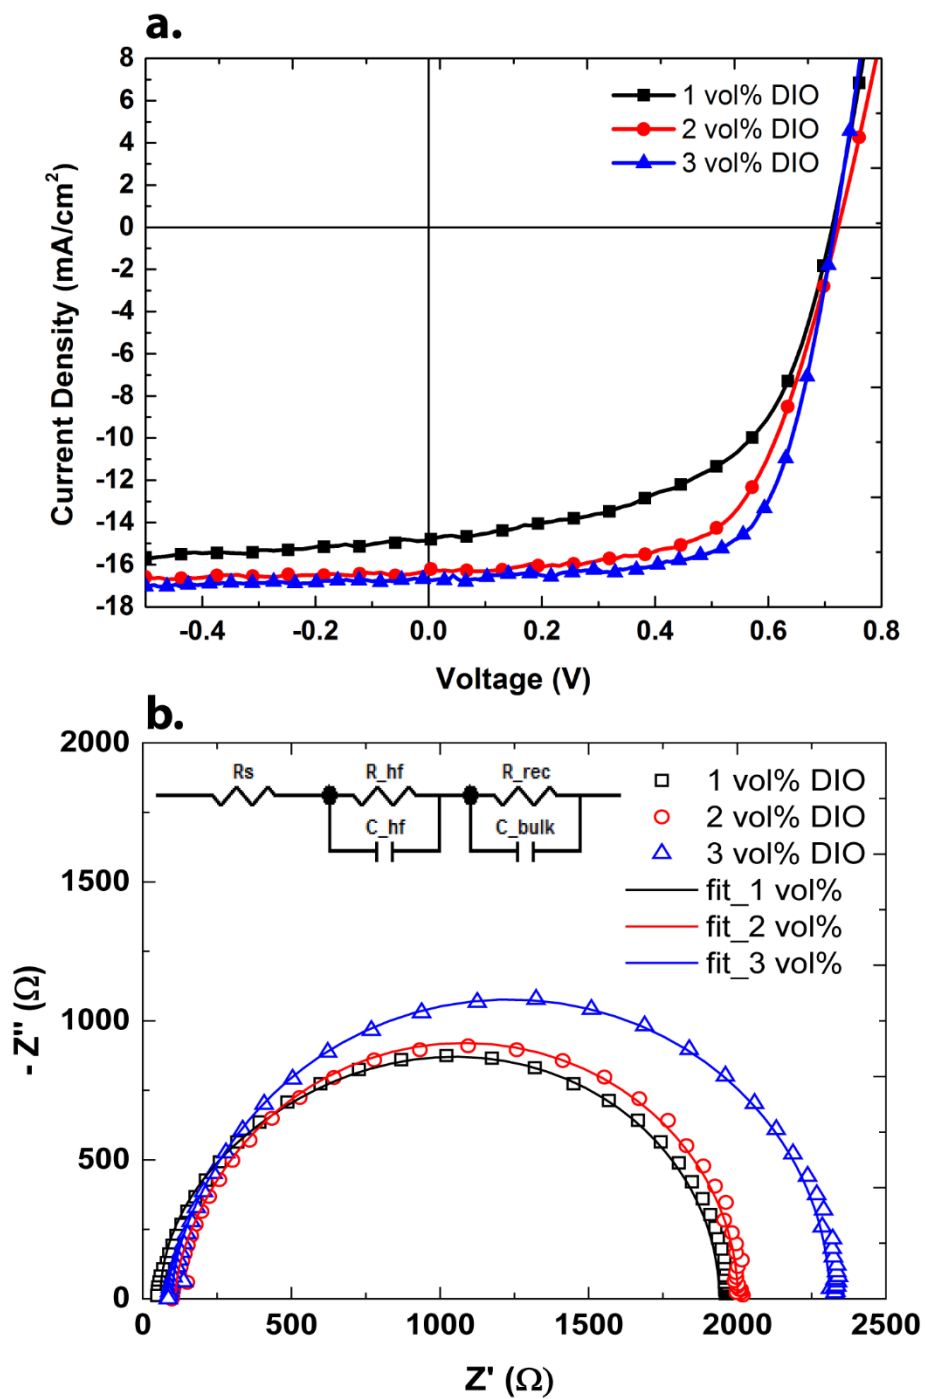 a.
8
6
4
2
0
-2
-4
-6
-8
-10
-12
-14
-16
-18
Current Density (mA/cm²)
1 vol% DIO
2 vol% DIO
3 vol% DIO
-0.4 -0.2 0.0 0.2 0.4 0.6 0.8
Voltage (V)
b.
2000
1500
1000
500
0
- Z'' (Ω)
Rs R_hf R_rec
C_hf C_bulk
1 vol% DIO
2 vol% DIO
3 vol% DIO
fit_1 vol%
fit_2 vol%
fit_3 vol%
0 500 1000 1500 2000 2500
Z' (Ω)